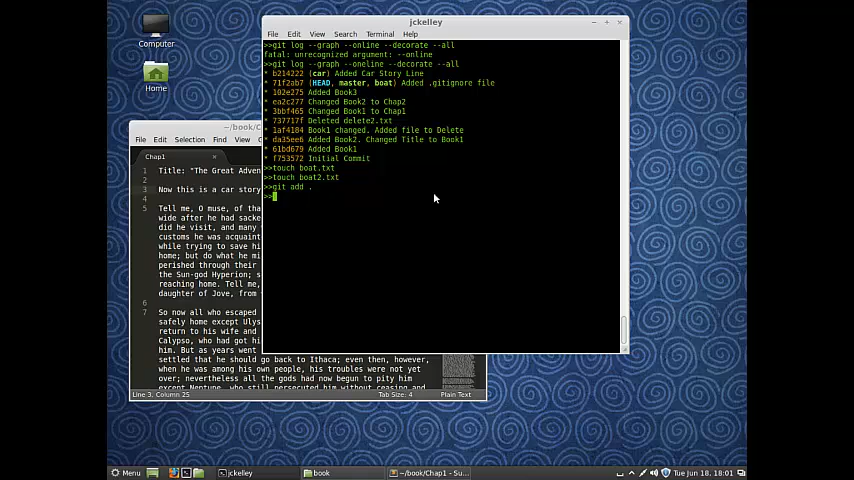 jckelley
File Edit View Search Terminal Help
>>git log --graph --online --decorate --all
fatal: unrecognized argument: --online
>>git log --graph --oneline --decorate --all
* b214222 (car) Added Car Story Line
* 71f2ab7 (HEAD, master, boat) Added .gitignore file
* 102e275 Added Book3
* ea2c277 Changed Book2 to Chap2
* 3bbf465 Changed Book1 to Chap1
* 737717f Deleted delete2.txt
* 1af4184 Book1 changed. Added file to Delete
* da35ee6 Added Book2. Changed Title to Book1
* 61bd679 Added Book1
* f753572 Initial Commit
>>touch boat.txt
>>touch boat2.txt
>>git add .
>>
Computer
Home
~/book/C
File Edit Selection Find View
Chap1
1 Title: "The Great Adven
2
3 Now this is a car story
5 Tell me, O muse, of tha
wide after he had sacke
did he visit, and many
customs he was acquaint
while trying to save hi
home; but do what he mi
perished through their
the Sun-god Hyperion; s
reaching home. Tell me,
daughter of Jove, from
6
7 So now all who escaped
safely home except Ulys
return to his wife and
Calypso, who had got hi
him. But as years went
settled that he should go back to Ithaca; even then, however,
when he was among his own people, his troubles were not yet
over; nevertheless all the gods had now begun to pity him
except Neptune, who still persecuted him without ceasing and
Line 3, Column 25 Tab Size: 4 Plain Text
Menu jckelley book ~/book/Chap1 - Su... Tue Jun 18, 18:01